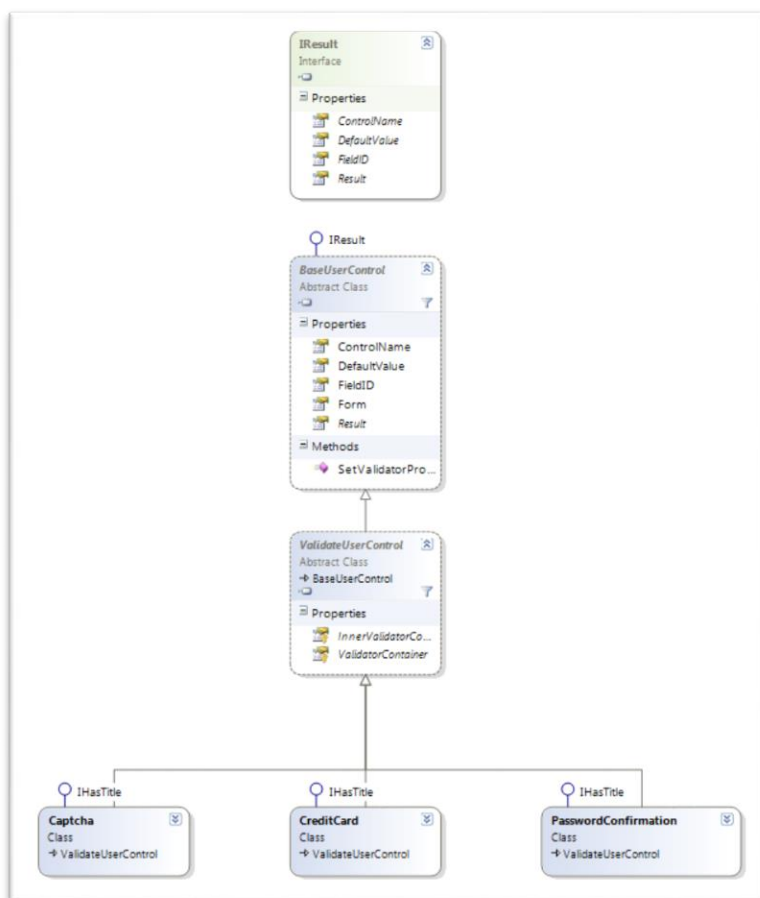 IResult
Interface
Properties
ControlName
DefaultValue
FieldID
Result
IResult
BaseUserControl
Abstract Class
Properties
ControlName
DefaultValue
FieldID
Form
Result
Methods
SetValidatorPro...
ValidateUserControl
Abstract Class
BaseUserControl
Properties
InnerValidatorCo...
ValidatorContainer
IHasTitle
IHasTitle
IHasTitle
Captcha
Class
ValidateUserControl
CreditCard
Class
ValidateUserControl
PasswordConfirmation
Class
ValidateUserControl